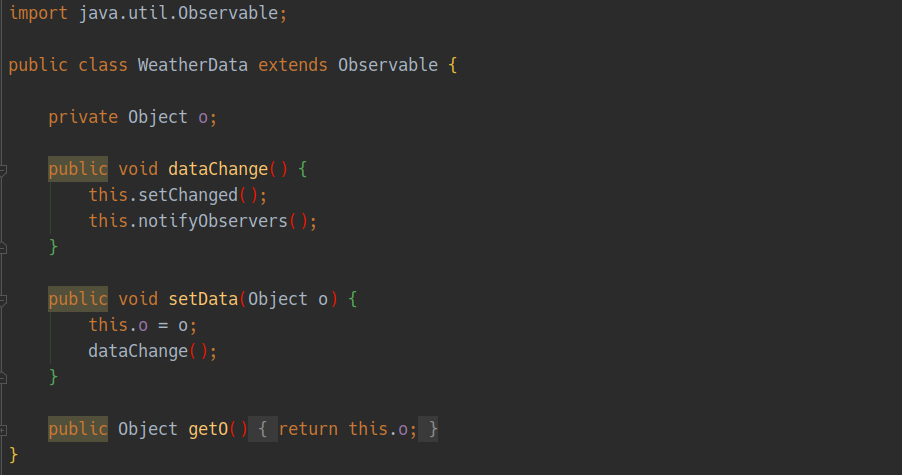 import java.util.Observable;
public class WeatherData extends Observable {
private Object o;
public void dataChange() {
this.setChanged();
this.notifyObservers();
}
public void setData(Object o) {
this.o = o;
dataChange();
}
public Object getO() { return this.o; }
}